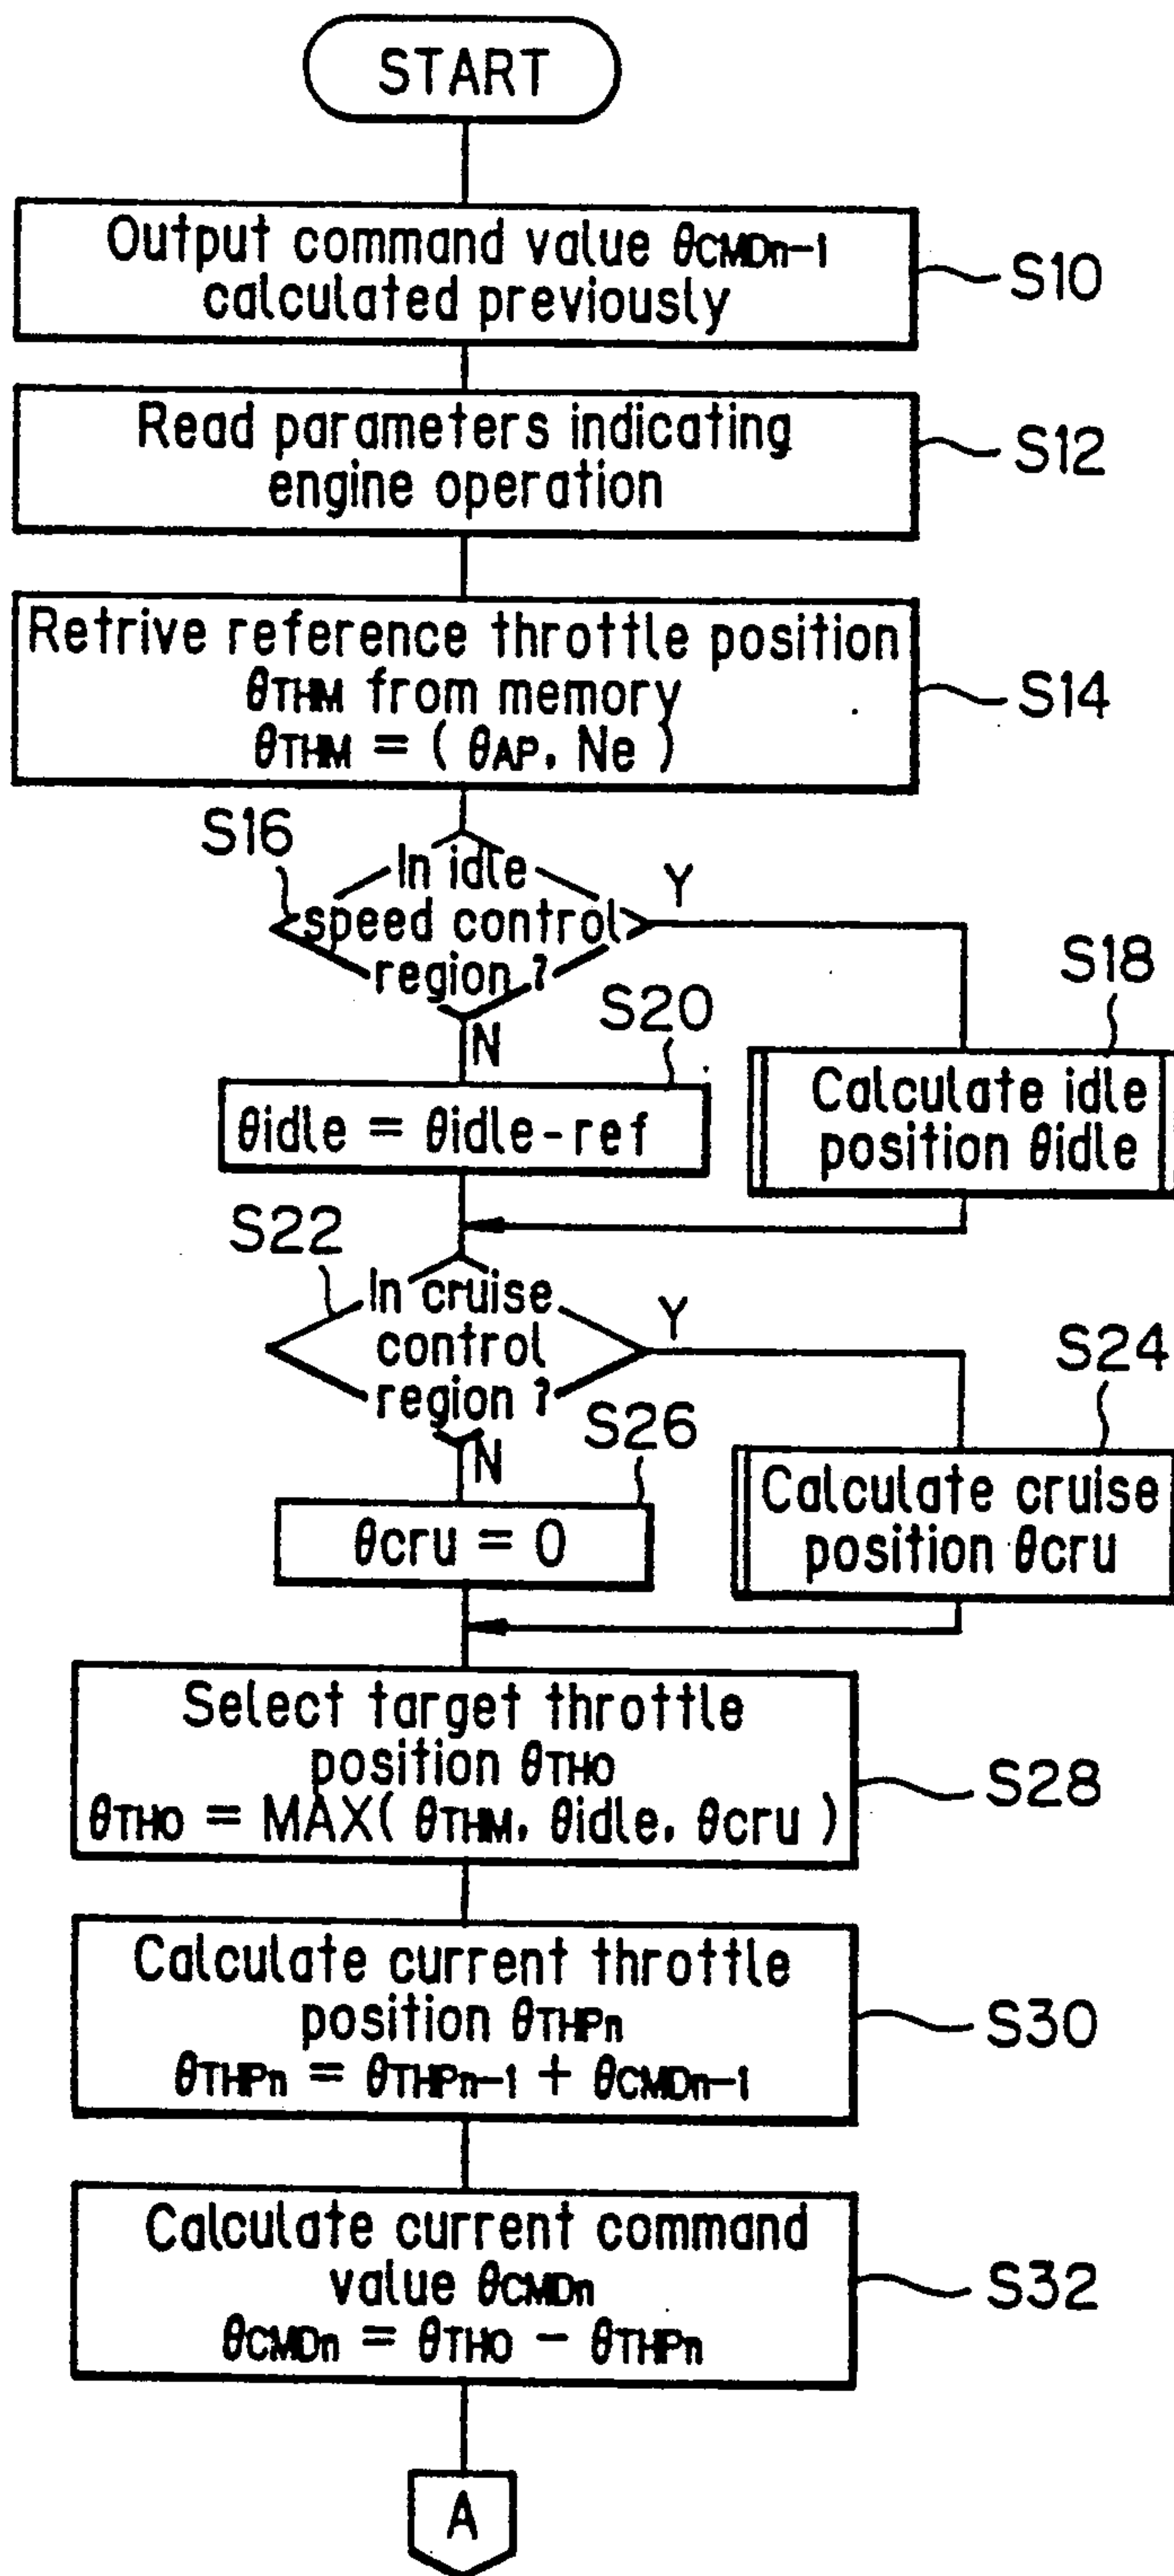 START
Output command value θCMDn-1
calculated previously
S10
Read parameters indicating
engine operation
S12
Retrive reference throttle position
θTHM from memory
θTHM = ( θAP, Ne )
S14
S16
In idle
speed control
region ?
Y
N
S18
Calculate idle
position θidle
S20
θidle = θidle-ref
S22
In cruise
control
region ?
Y
N
S24
Calculate cruise
position θcru
S26
θcru = 0
Select target throttle
position θTHO
θTHO = MAX( θTHM, θidle, θcru )
S28
Calculate current throttle
position θTHPn
θTHPn = θTHPn-1 + θCMDn-1
S30
Calculate current command
value θCMDn
θCMDn = θTHO - θTHPn
S32
A